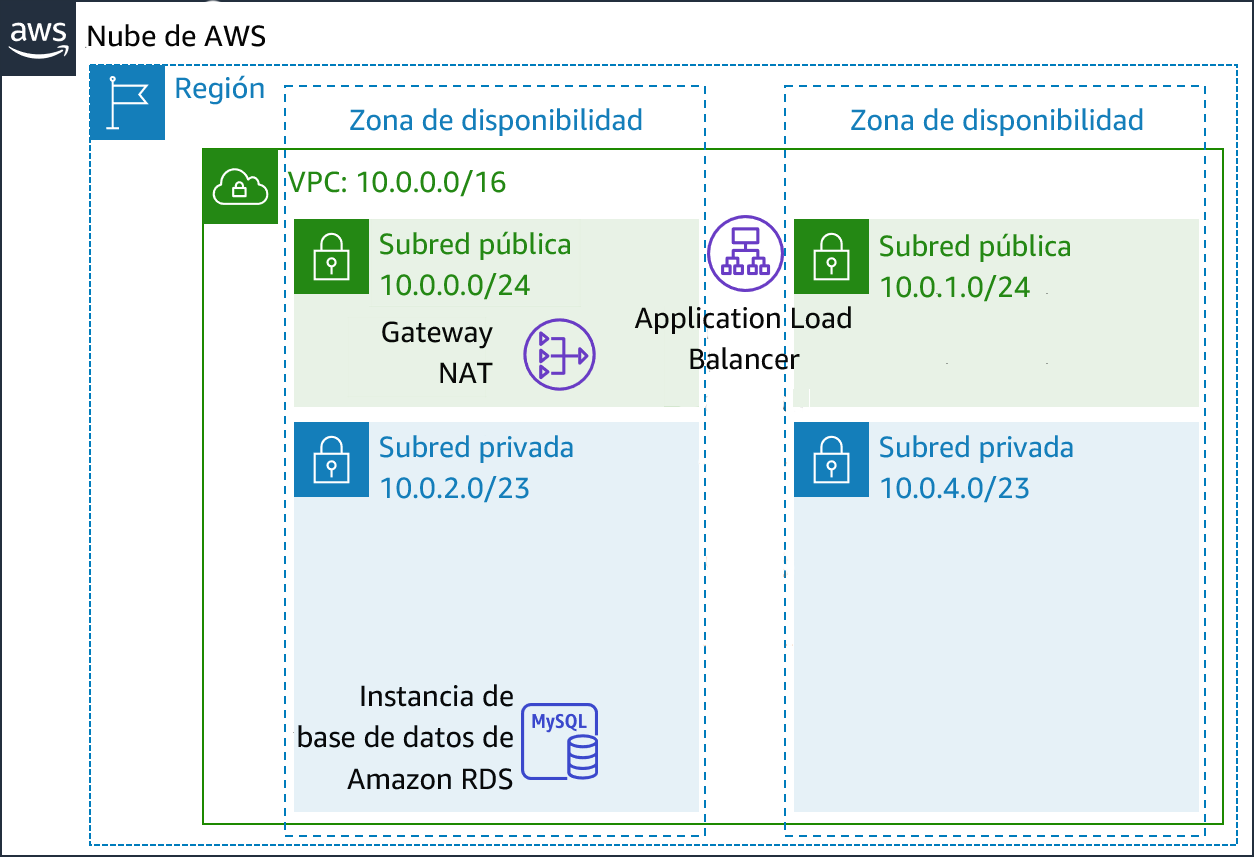 aws
Nube de AWS
Región
Zona de disponibilidad
Zona de disponibilidad
VPC: 10.0.0.0/16
Subred pública
10.0.0.0/24
Gateway
NAT
Application Load
Balancer
Subred pública
10.0.1.0/24
Subred privada
10.0.2.0/23
Subred privada
10.0.4.0/23
Instancia de
base de datos de
Amazon RDS
MySQL